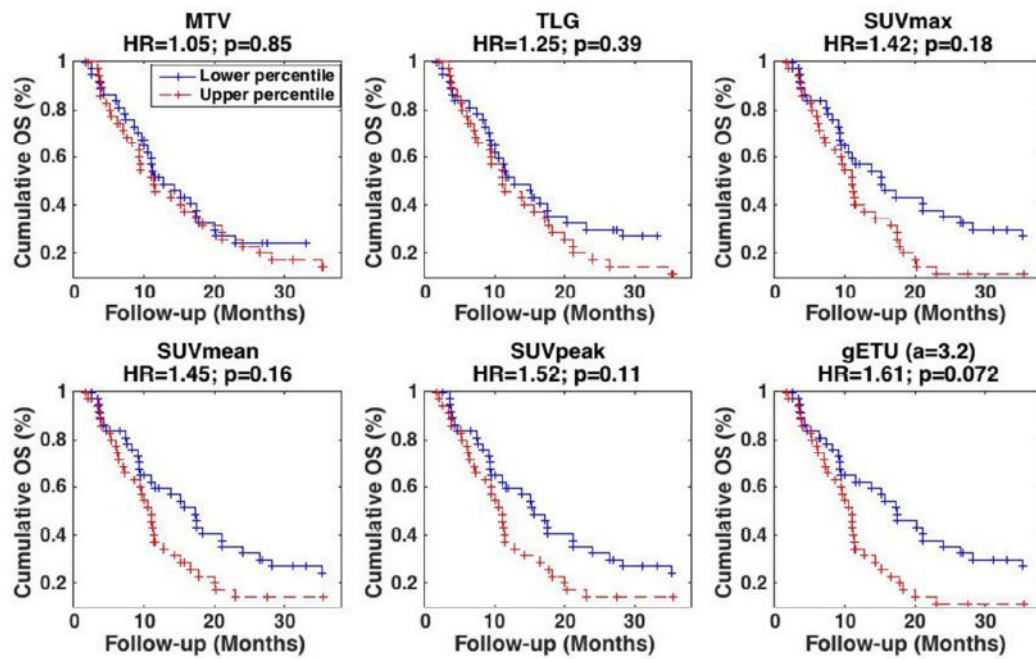 MTV
HR=1.05; p=0.85
TLG
HR=1.25; p=0.39
SUVmax
HR=1.42; p=0.18
1
0.8
0.6
0.4
0.2
Cumulative OS (%)
Lower percentile
Upper percentile
0 10 20 30
Follow-up (Months)
1
0.8
0.6
0.4
0.2
Cumulative OS (%)
0 10 20 30
Follow-up (Months)
1
0.8
0.6
0.4
0.2
Cumulative OS (%)
0 10 20 30
Follow-up (Months)
SUVmean
HR=1.45; p=0.16
SUVpeak
HR=1.52; p=0.11
gETU (a=3.2)
HR=1.61; p=0.072
1
0.8
0.6
0.4
0.2
Cumulative OS (%)
0 10 20 30
Follow-up (Months)
1
0.8
0.6
0.4
0.2
Cumulative OS (%)
0 10 20 30
Follow-up (Months)
1
0.8
0.6
0.4
0.2
Cumulative OS (%)
0 10 20 30
Follow-up (Months)